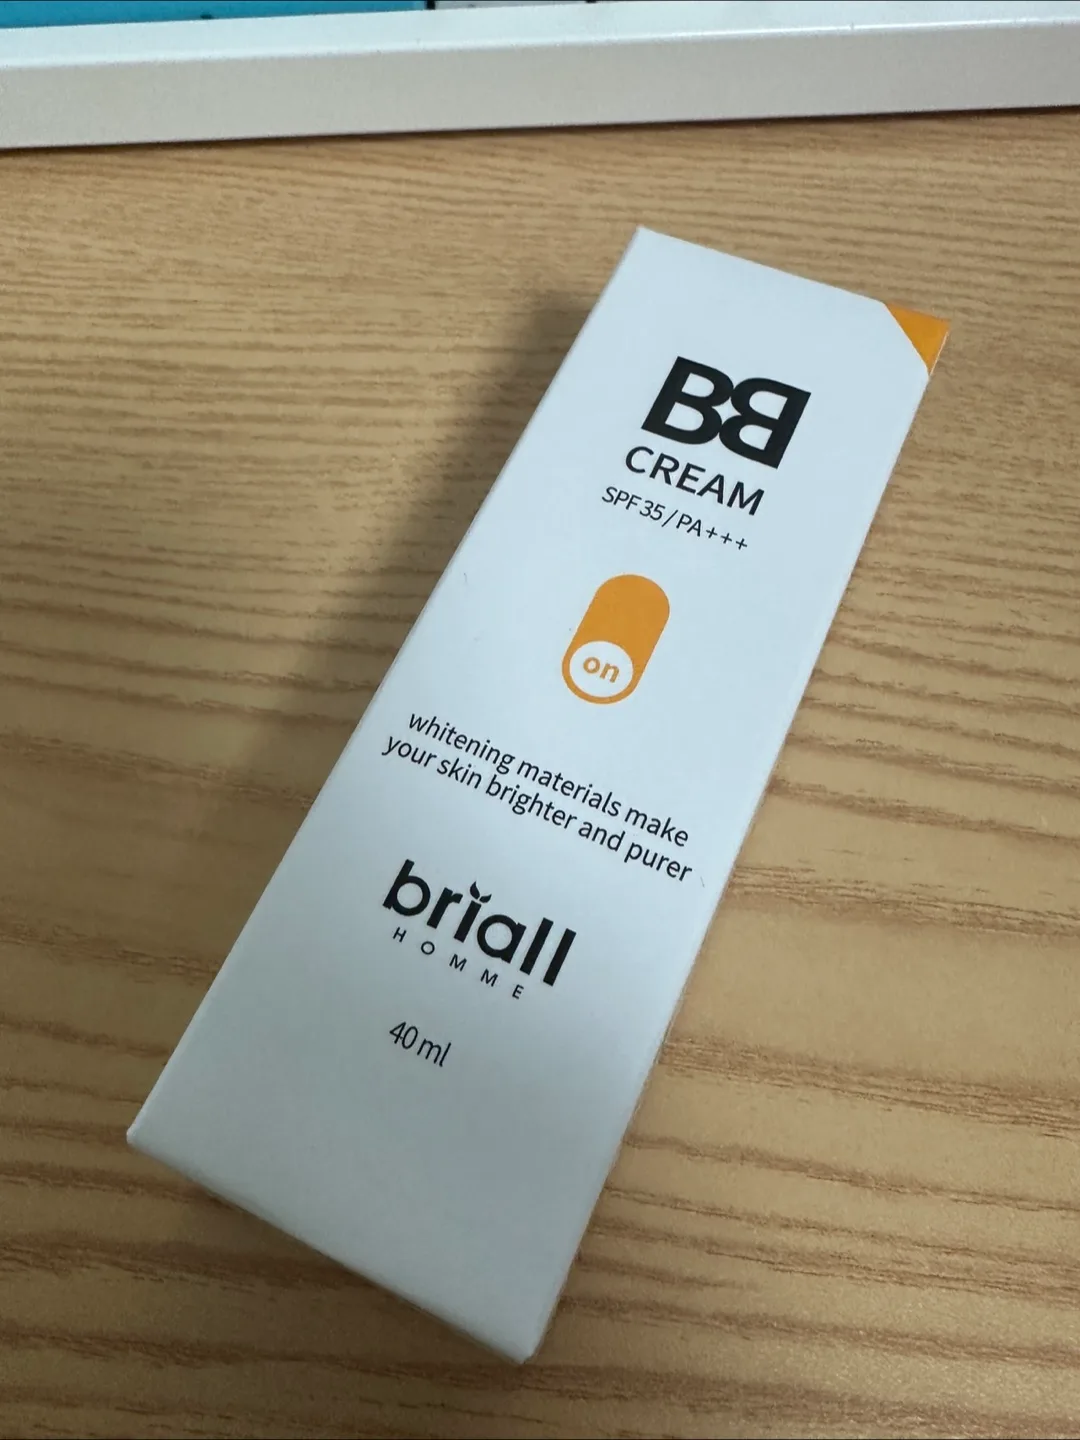 BB
CREAM
SPF35/PA+++
on
whitening materials make
your skin brighter and purer
briall
HOMME
40ml